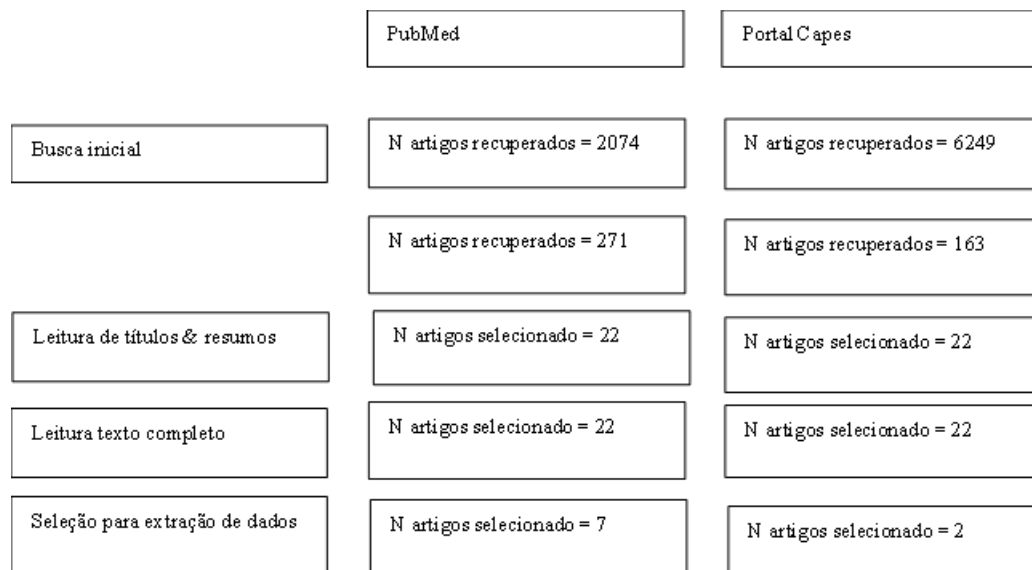 PubMed
Portal Capes
Busca inicial
N artigos recuperados = 2074
N artigos recuperados = 6249
N artigos recuperados = 271
N artigos recuperados = 163
Leitura de títulos & resumos
N artigos selecionado = 22
N artigos selecionado = 22
Leitura texto completo
N artigos selecionado = 22
N artigos selecionado = 22
Seleção para extração de dados
N artigos selecionado = 7
N artigos selecionado = 2